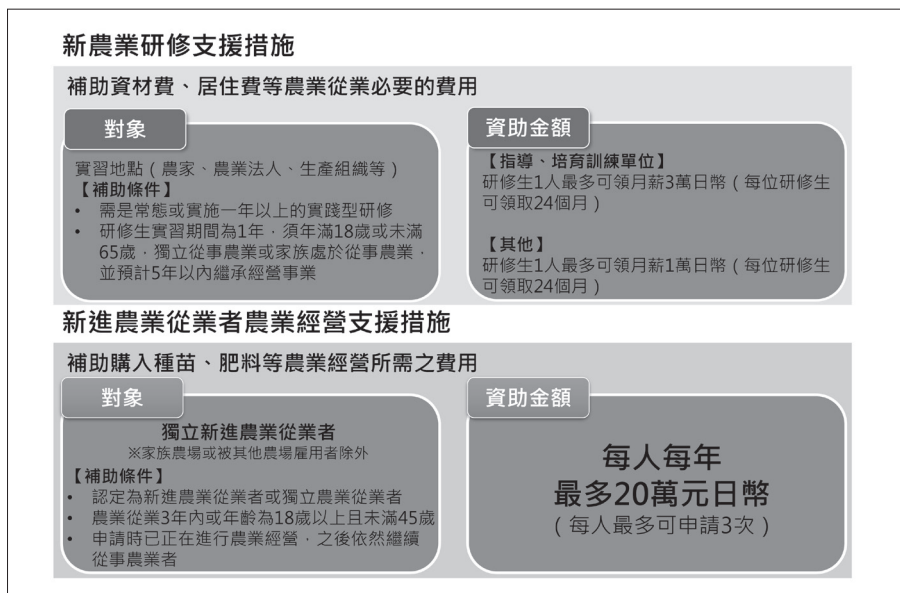 新農業研修支援措施
補助資材費、居住費等農業從業必要的費用
對象
實習地點（農家、農業法人、生產組織等）
【補助條件】
• 需是常態或實施一年以上的實踐型研修
• 研修生實習期間為1年，須年滿18歲或未滿
65歲，獨立從事農業或家族處於從事農業，
並預計5年以內繼承經營事業
資助金額
【指導、培育訓練單位】
研修生1人最多可領月薪3萬日幣（每位研修生
可領取24個月）
【其他】
研修生1人最多可領月薪1萬日幣（每位研修生
可領取24個月）
新進農業從業者農業經營支援措施
補助購入種苗、肥料等農業經營所需之費用
對象
獨立新進農業從業者
※家族農場或被其他農場雇用者除外
【補助條件】
• 認定為新進農業從業者或獨立農業從業者
• 農業從業3年內或年齡為18歲以上且未滿45歲
• 申請時已正在進行農業經營，之後依然繼續
從事農業者
資助金額
每人每年
最多20萬元日幣
（每人最多可申請3次）